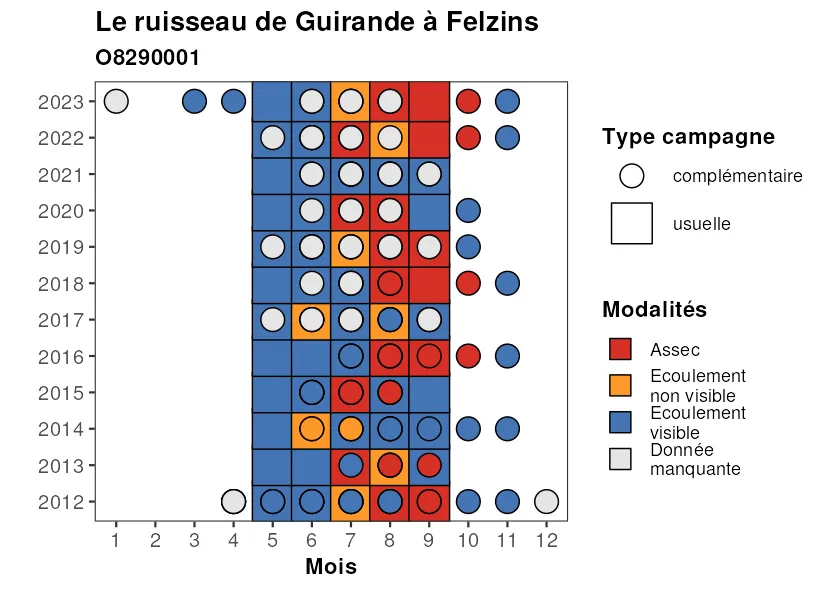 Le ruisseau de Guirande à Felzins
O8290001
2023
2022
2021
2020
2019
2018
2017
2016
2015
2014
2013
2012
1 2 3 4 5 6 7 8 9 10 11 12
Mois
Type campagne
complémentaire
usuelle
Modalités
Assec
Ecoulement
non visible
Ecoulement
visible
Donnée
manquante